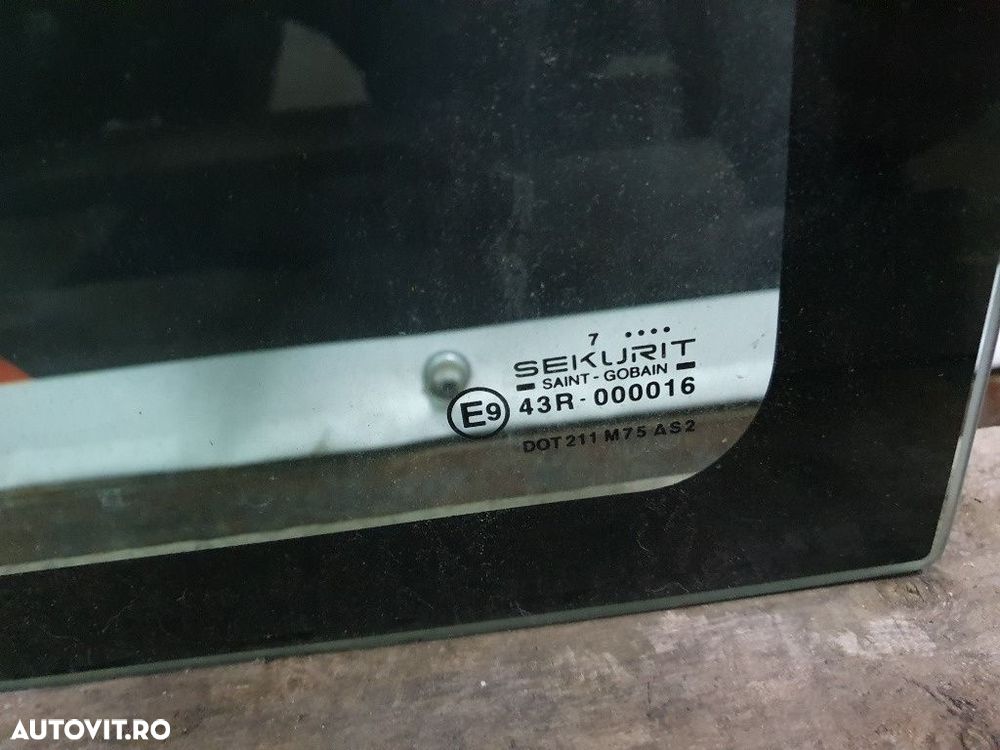 7 ••••
SEKURIT
SAINT-GOBAIN
E9 43R-000016
DOT 211 M75 AS2
AUTOVIT.RO